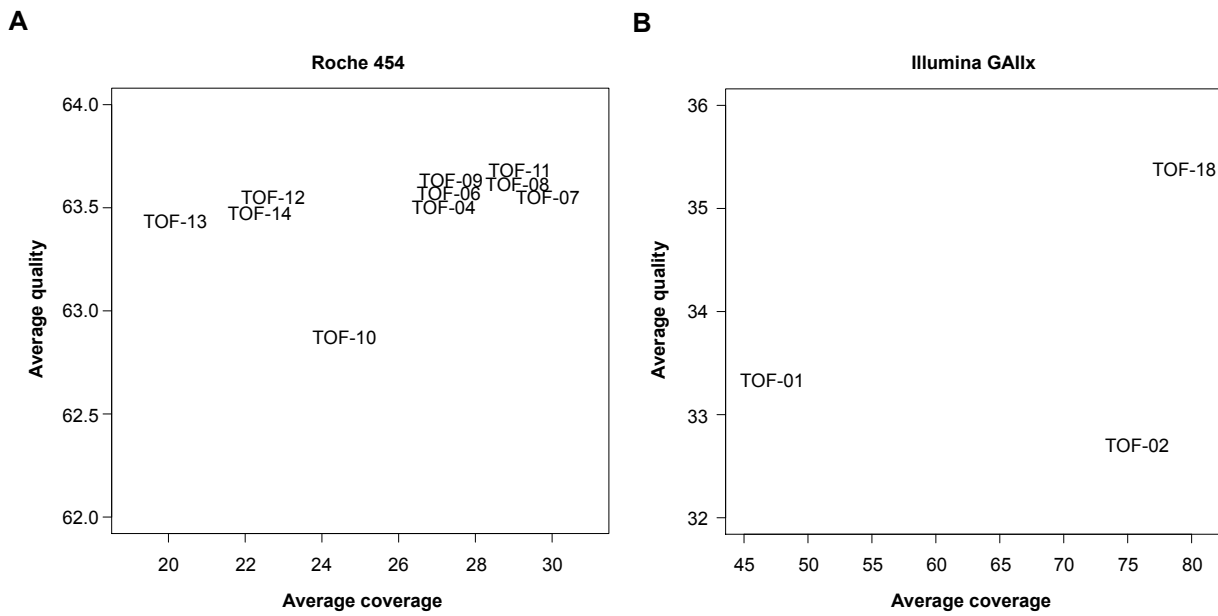 A
Roche 454
Average quality
64.0
63.5
63.0
62.5
62.0
TOF-11
TOF-09
TOF-08
TOF-06
TOF-12
TOF-07
TOF-04
TOF-14
TOF-13
TOF-10
20 22 24 26 28 30
Average coverage
B
Illumina GAIIx
Average quality
36
35
34
33
32
TOF-18
TOF-01
TOF-02
45 50 55 60 65 70 75 80
Average coverage